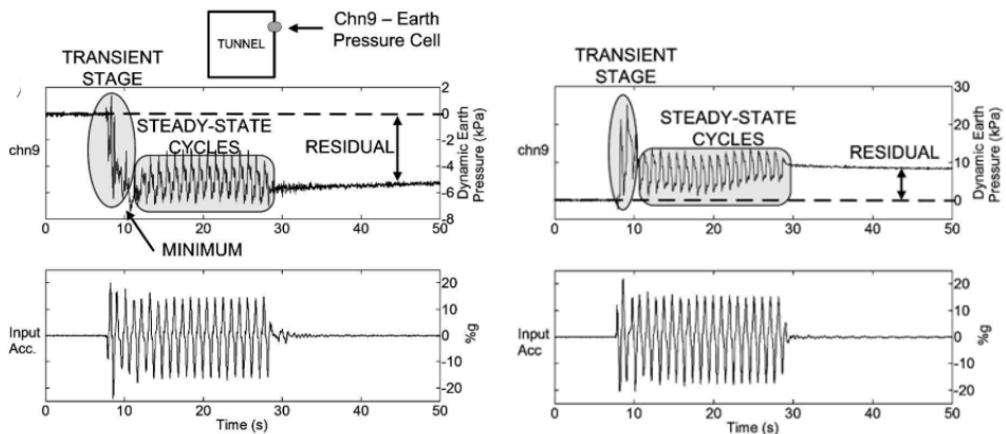 TUNNEL
Chn9 – Earth
Pressure Cell
TRANSIENT
STAGE
STEADY-STATE
CYCLES
RESIDUAL
MINIMUM
chn9
2
0
-2
-4
-6
-8
Dynamic Earth
Pressure (kPa)
0 10 20 30 40 50
Input
Acc.
20
10
0
-10
-20
%g
0 10 20 30 40 50
Time (s)
TRANSIENT
STAGE
STEADY-STATE
CYCLES
RESIDUAL
chn9
30
20
10
0
Dynamic Earth
Pressure (kPa)
0 10 20 30 40 50
Input
Acc
20
10
0
-10
-20
%g
0 10 20 30 40 50
Time (s)